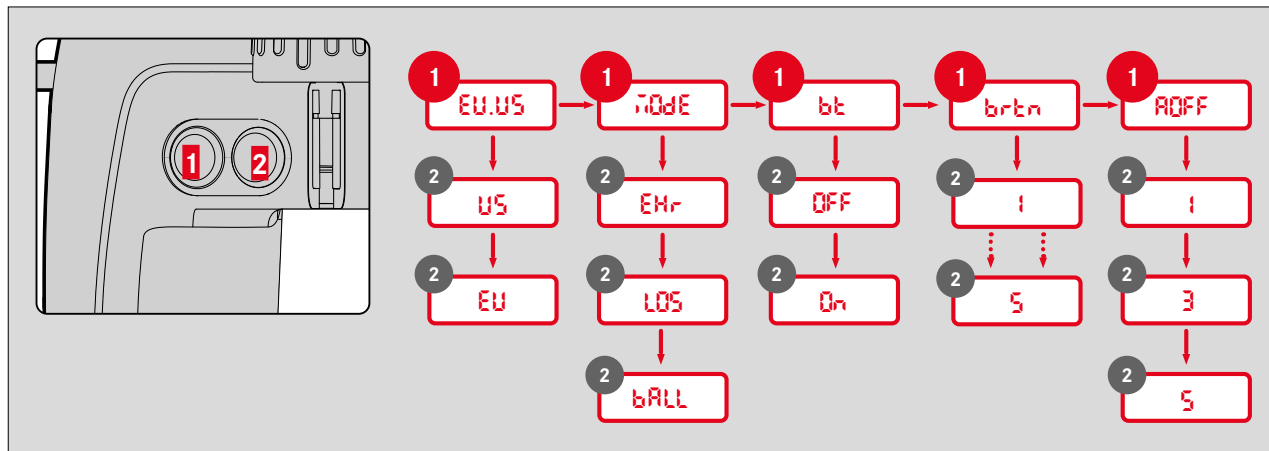 1 2
1 1 1 1 1
EU.US MOdE bt brtn AOFF
2 2 2 2 2
US EHr OFF 1 1
2 2 2 2 2
EU LOS On 5 3
2 2
bALL 5